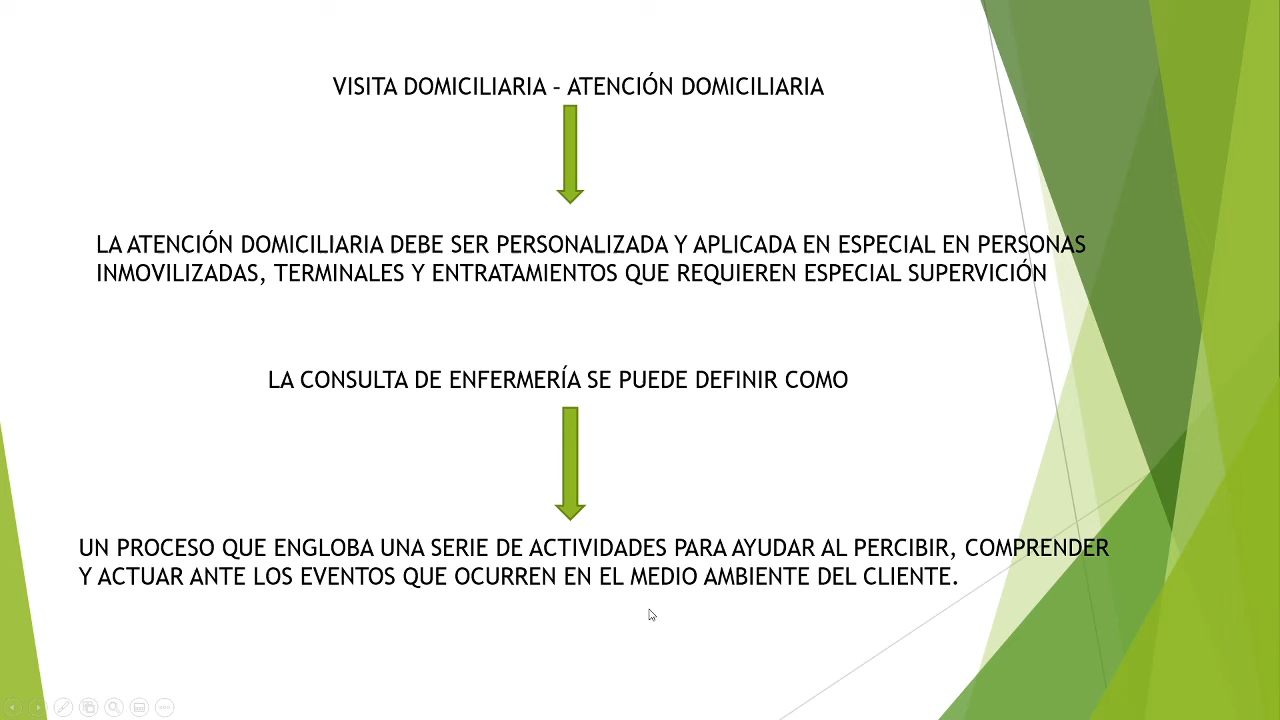 VISITA DOMICILIARIA – ATENCIÓN DOMICILIARIA
LA ATENCIÓN DOMICILIARIA DEBE SER PERSONALIZADA Y APLICADA EN ESPECIAL EN PERSONAS
INMOVILIZADAS, TERMINALES Y ENTRATAMIENTOS QUE REQUIEREN ESPECIAL SUPERVICIÓN
LA CONSULTA DE ENFERMERÍA SE PUEDE DEFINIR COMO
UN PROCESO QUE ENGLOBA UNA SERIE DE ACTIVIDADES PARA AYUDAR AL PERCIBIR, COMPRENDER
Y ACTUAR ANTE LOS EVENTOS QUE OCURREN EN EL MEDIO AMBIENTE DEL CLIENTE.